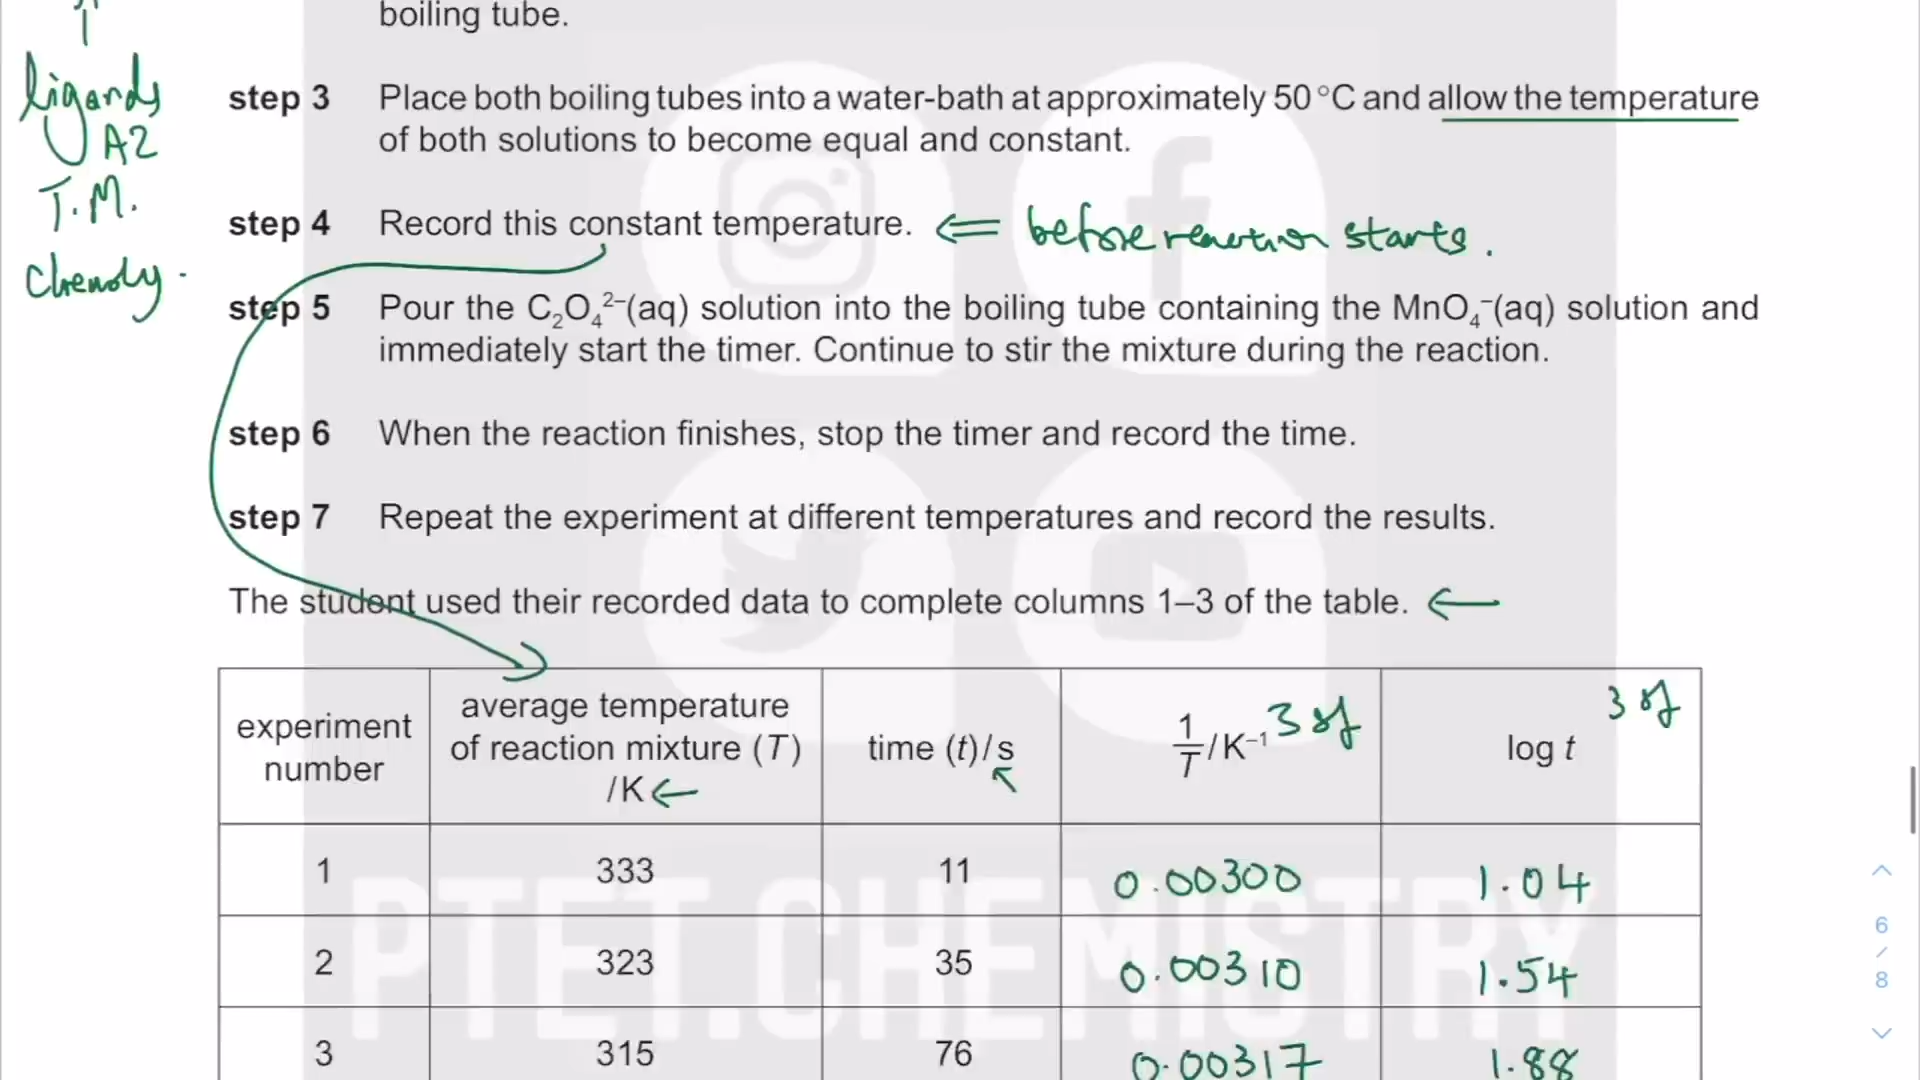 boiling tube.
ligands
A2
T.M.
step 3 Place both boiling tubes into a water-bath at approximately 50 °C and allow the temperature
of both solutions to become equal and constant.
step 4 Record this constant temperature. ⇐ before reaction starts.
step 5 Pour the C₂O₄²⁻(aq) solution into the boiling tube containing the MnO₄⁻(aq) solution and
immediately start the timer. Continue to stir the mixture during the reaction.
step 6 When the reaction finishes, stop the timer and record the time.
step 7 Repeat the experiment at different temperatures and record the results.
The student used their recorded data to complete columns 1–3 of the table. ←
experiment number average temperature of reaction mixture (T) /K ← time (t)/s 1/T /K⁻¹ 3 sf log t 3 sf
1 333 11 0.00300 1.04
2 323 35 0.00310 1.54
3 315 76 0.00317 1.88
PTET.CHEMISTRY
6
/
8